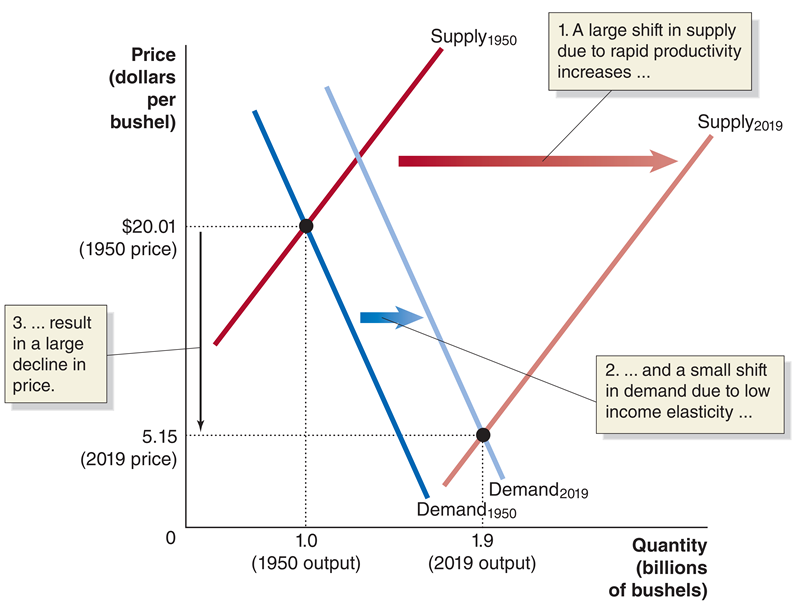 Price
(dollars
per
bushel)
Supply1950
1. A large shift in supply
due to rapid productivity
increases ...
Supply2019
$20.01
(1950 price)
3. ... result
in a large
decline in
price.
2. ... and a small shift
in demand due to low
income elasticity ...
5.15
(2019 price)
Demand2019
Demand1950
0
1.0
(1950 output)
1.9
(2019 output)
Quantity
(billions
of bushels)